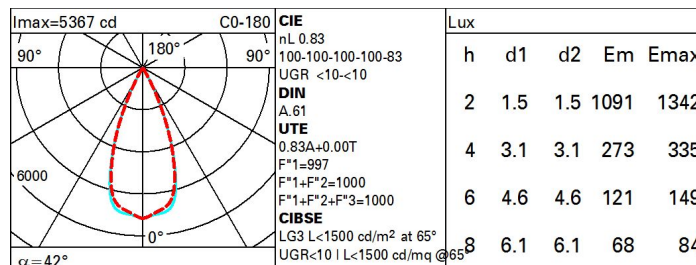 Imax=5367 cd C0-180
90° 180° 90°
6000
0°
α=42°
CIE
nL 0.83
100-100-100-100-83
UGR <10-<10
DIN
A.61
UTE
0.83A+0.00T
F"1=997
F"1+F"2=1000
F"1+F"2+F"3=1000
CIBSE
LG3 L<1500 cd/m² at 65°
UGR<10 | L<1500 cd/mq @65°
Lux
h d1 d2 Em Emax
2 1.5 1.5 1091 1342
4 3.1 3.1 273 335
6 4.6 4.6 121 149
8 6.1 6.1 68 84